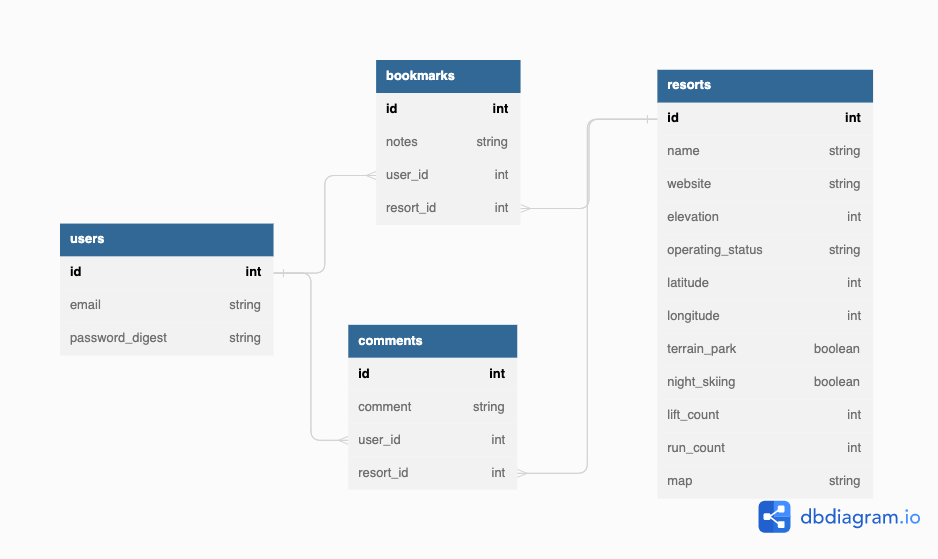 bookmarks
id int
notes string
user_id int
resort_id int
users
id int
email string
password_digest string
comments
id int
comment string
user_id int
resort_id int
resorts
id int
name string
website string
elevation int
operating_status string
latitude int
longitude int
terrain_park boolean
night_skiing boolean
lift_count int
run_count int
map string
dbdiagram.io